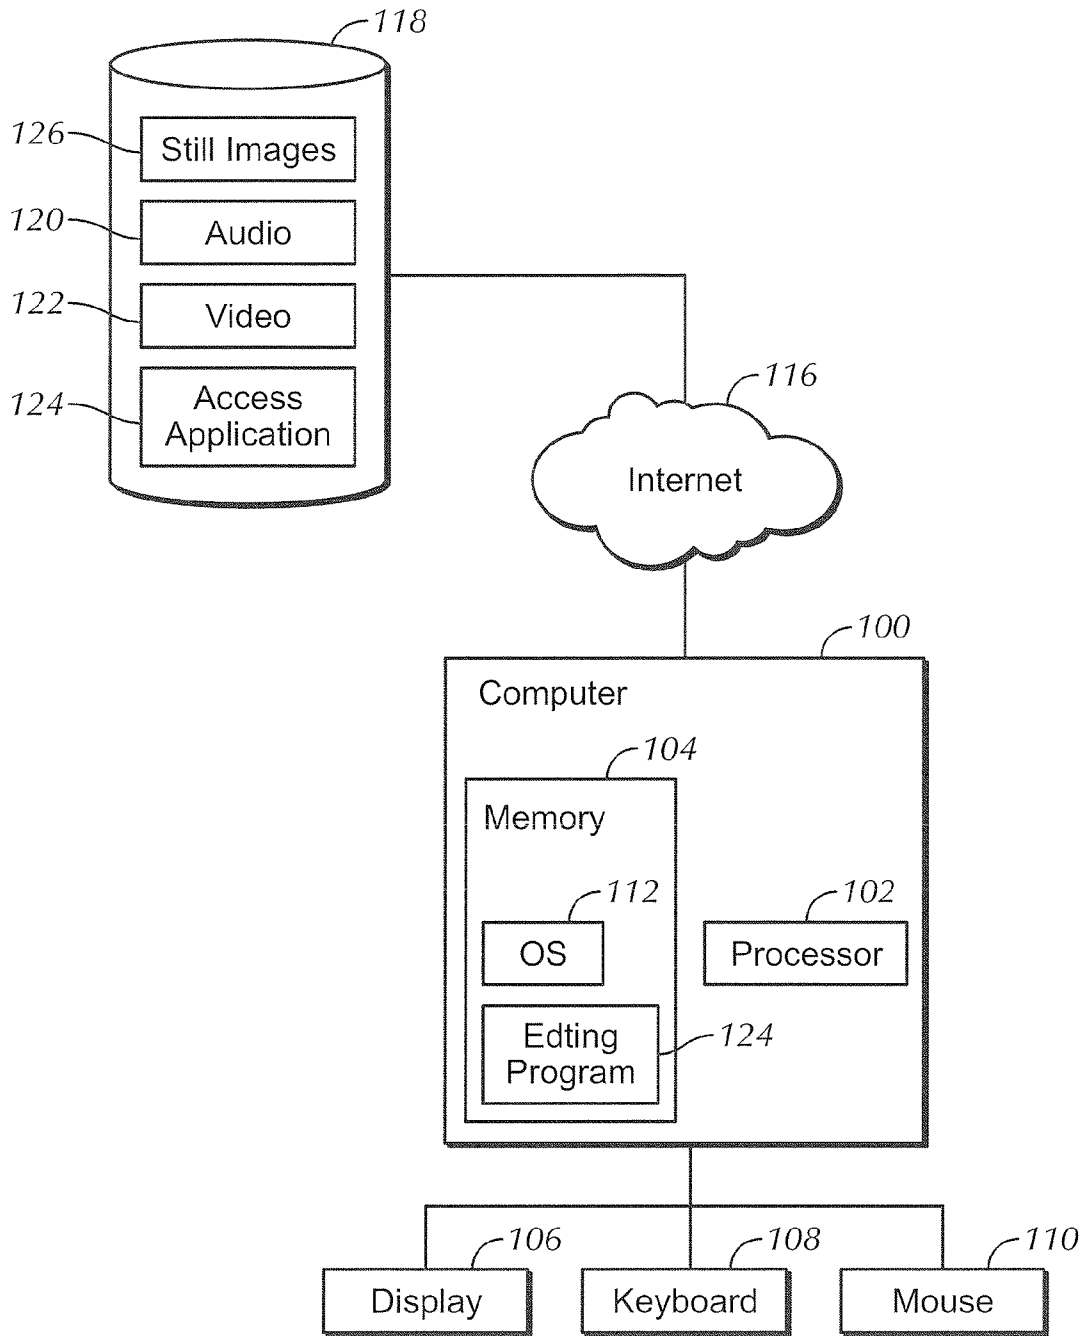 118
126
Still Images
120
Audio
122
Video
124
Access
Application
116
Internet
100
Computer
104
Memory
112
OS
102
Processor
Edting
Program
124
106
Display
108
Keyboard
110
Mouse